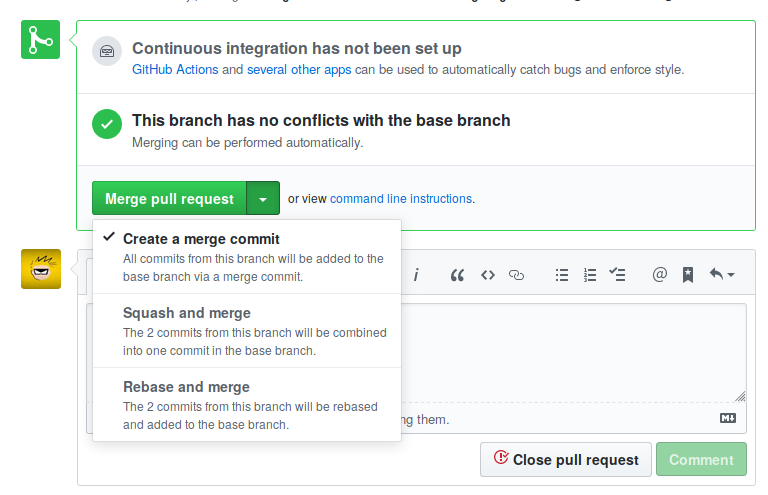 Continuous integration has not been set up
GitHub Actions and several other apps can be used to automatically catch bugs and enforce style.
This branch has no conflicts with the base branch
Merging can be performed automatically.
Merge pull request
or view command line instructions.
Create a merge commit
All commits from this branch will be added to the
base branch via a merge commit.
Squash and merge
The 2 commits from this branch will be combined
into one commit in the base branch.
Rebase and merge
The 2 commits from this branch will be rebased
and added to the base branch.
them.
Close pull request
Comment